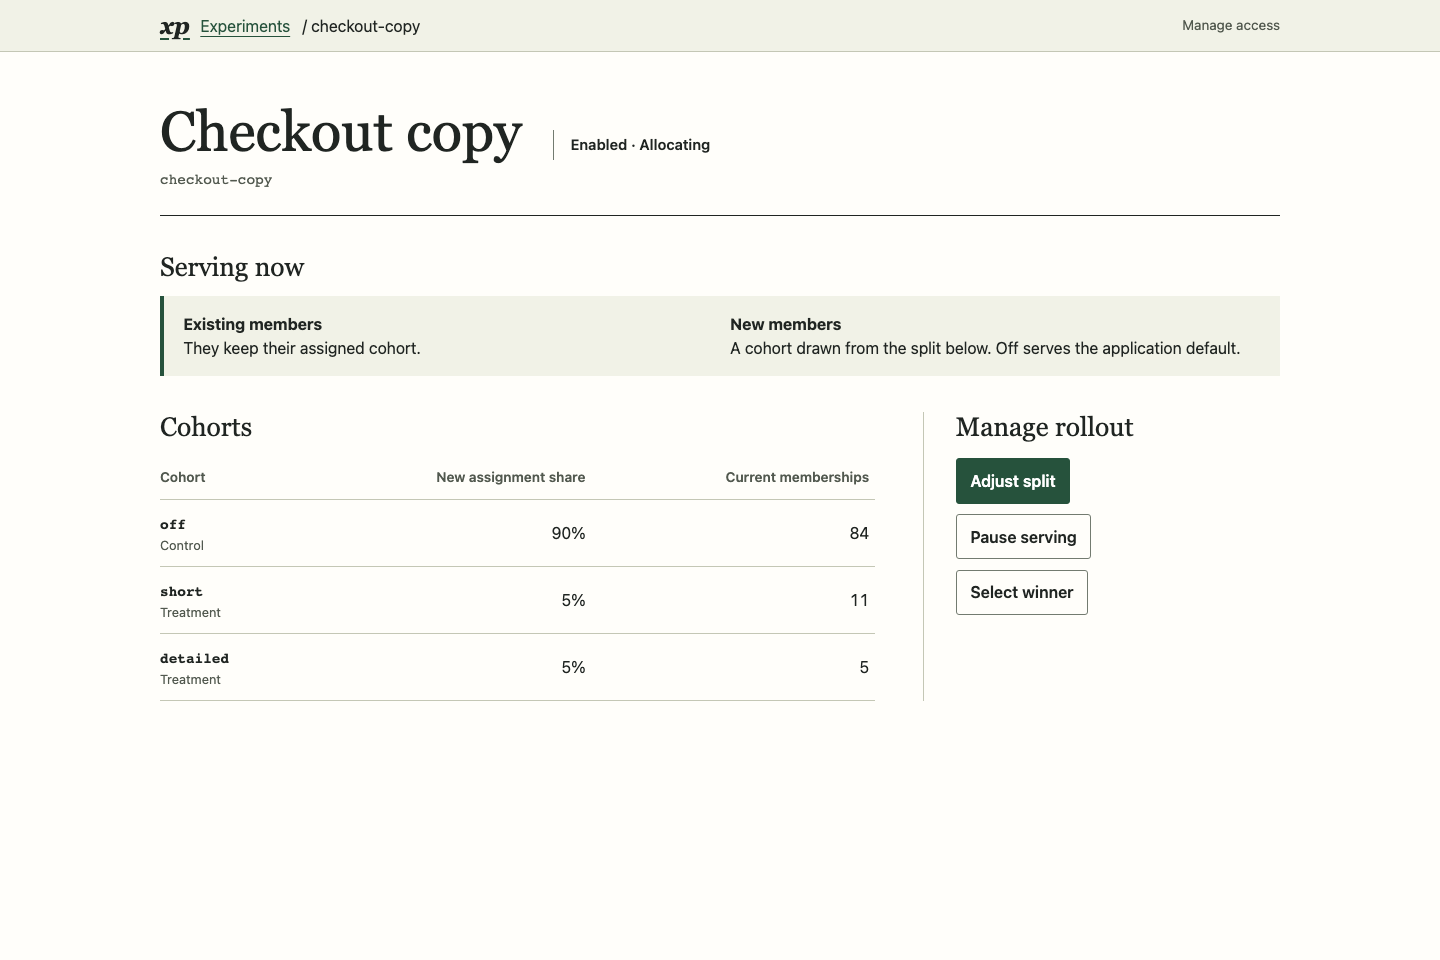 xp Experiments / checkout-copy
Manage access
Checkout copy
Enabled · Allocating
checkout-copy
Serving now
Existing members
They keep their assigned cohort.
New members
A cohort drawn from the split below. Off serves the application default.
Cohorts
Cohort New assignment share Current memberships
off
Control
90% 84
short
Treatment
5% 11
detailed
Treatment
5% 5
Manage rollout
Adjust split
Pause serving
Select winner